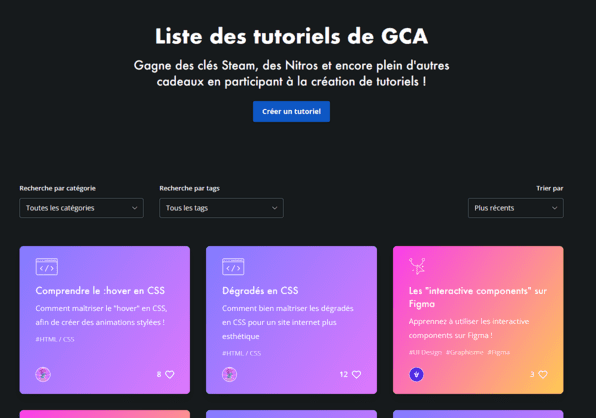 Liste des tutoriels de GCA
Gagne des clés Steam, des Nitros et encore plein d'autres
cadeaux en participant à la création de tutoriels !
Créer un tutoriel
Recherche par catégorie
Recherche par tags
Trier par
Toutes les catégories
Tous les tags
Plus récents
Comprendre le :hover en CSS
Comment maîtriser le "hover" en CSS,
afin de créer des animations stylées !
#HTML / CSS
8
Dégradés en CSS
Comment bien maîtriser les dégradés
en CSS pour un site internet plus
esthétique
#HTML / CSS
12
Les "interactive components" sur
Figma
Apprennez à utiliser les interactive
components sur Figma !
#UI Design #Graphisme #Figma
3